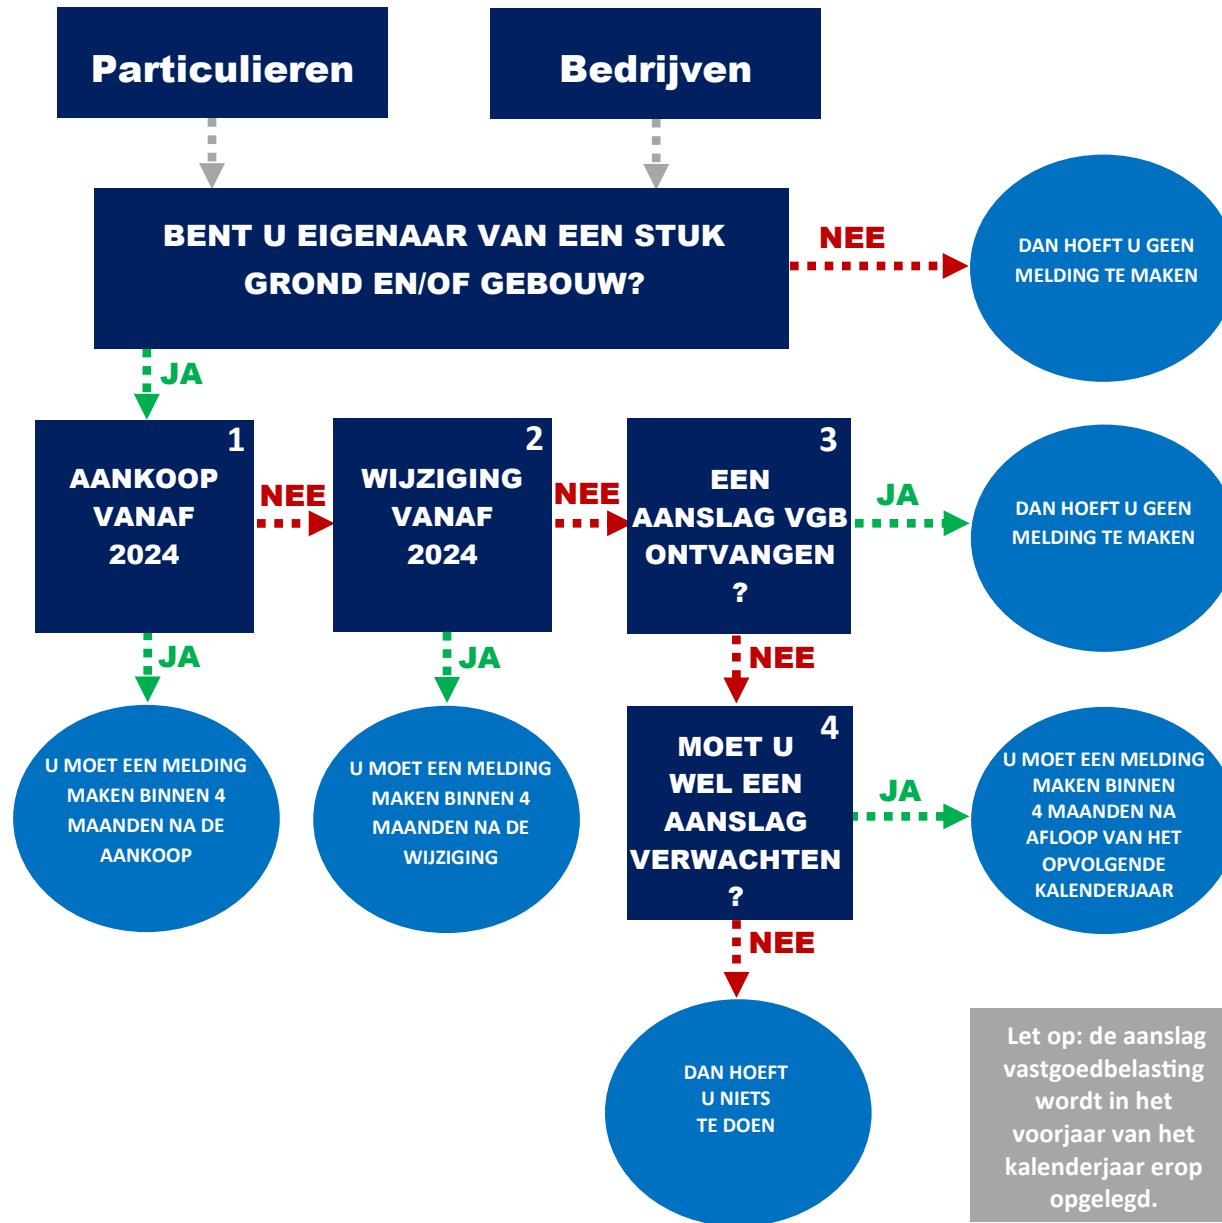 Particulieren
Bedrijven
BENT U EIGENAAR VAN EEN STUK
GROND EN/OF GEBOUW?
NEE
DAN HOEFT U GEEN
MELDING TE MAKEN
JA
1
AANKOOP
VANAF
2024
NEE
2
WIJZIGING
VANAF
2024
NEE
3
EEN
AANSLAG VGB
ONTVANGEN
?
JA
DAN HOEFT U GEEN
MELDING TE MAKEN
JA
JA
NEE
U MOET EEN MELDING
MAKEN BINNEN 4
MAANDEN NA DE
AANKOOP
U MOET EEN MELDING
MAKEN BINNEN 4
MAANDEN NA DE
WIJZIGING
4
MOET U
WEL EEN
AANSLAG
VERWACHTEN
?
JA
U MOET EEN MELDING
MAKEN BINNEN
4 MAANDEN NA
AFLOOP VAN HET
OPVOLGENDE
KALENDERJAAR
NEE
DAN HOEFT
U NIETS
TE DOEN
Let op: de aanslag
vastgoedbelasting
wordt in het
voorjaar van het
kalenderjaar erop
opgelegd.